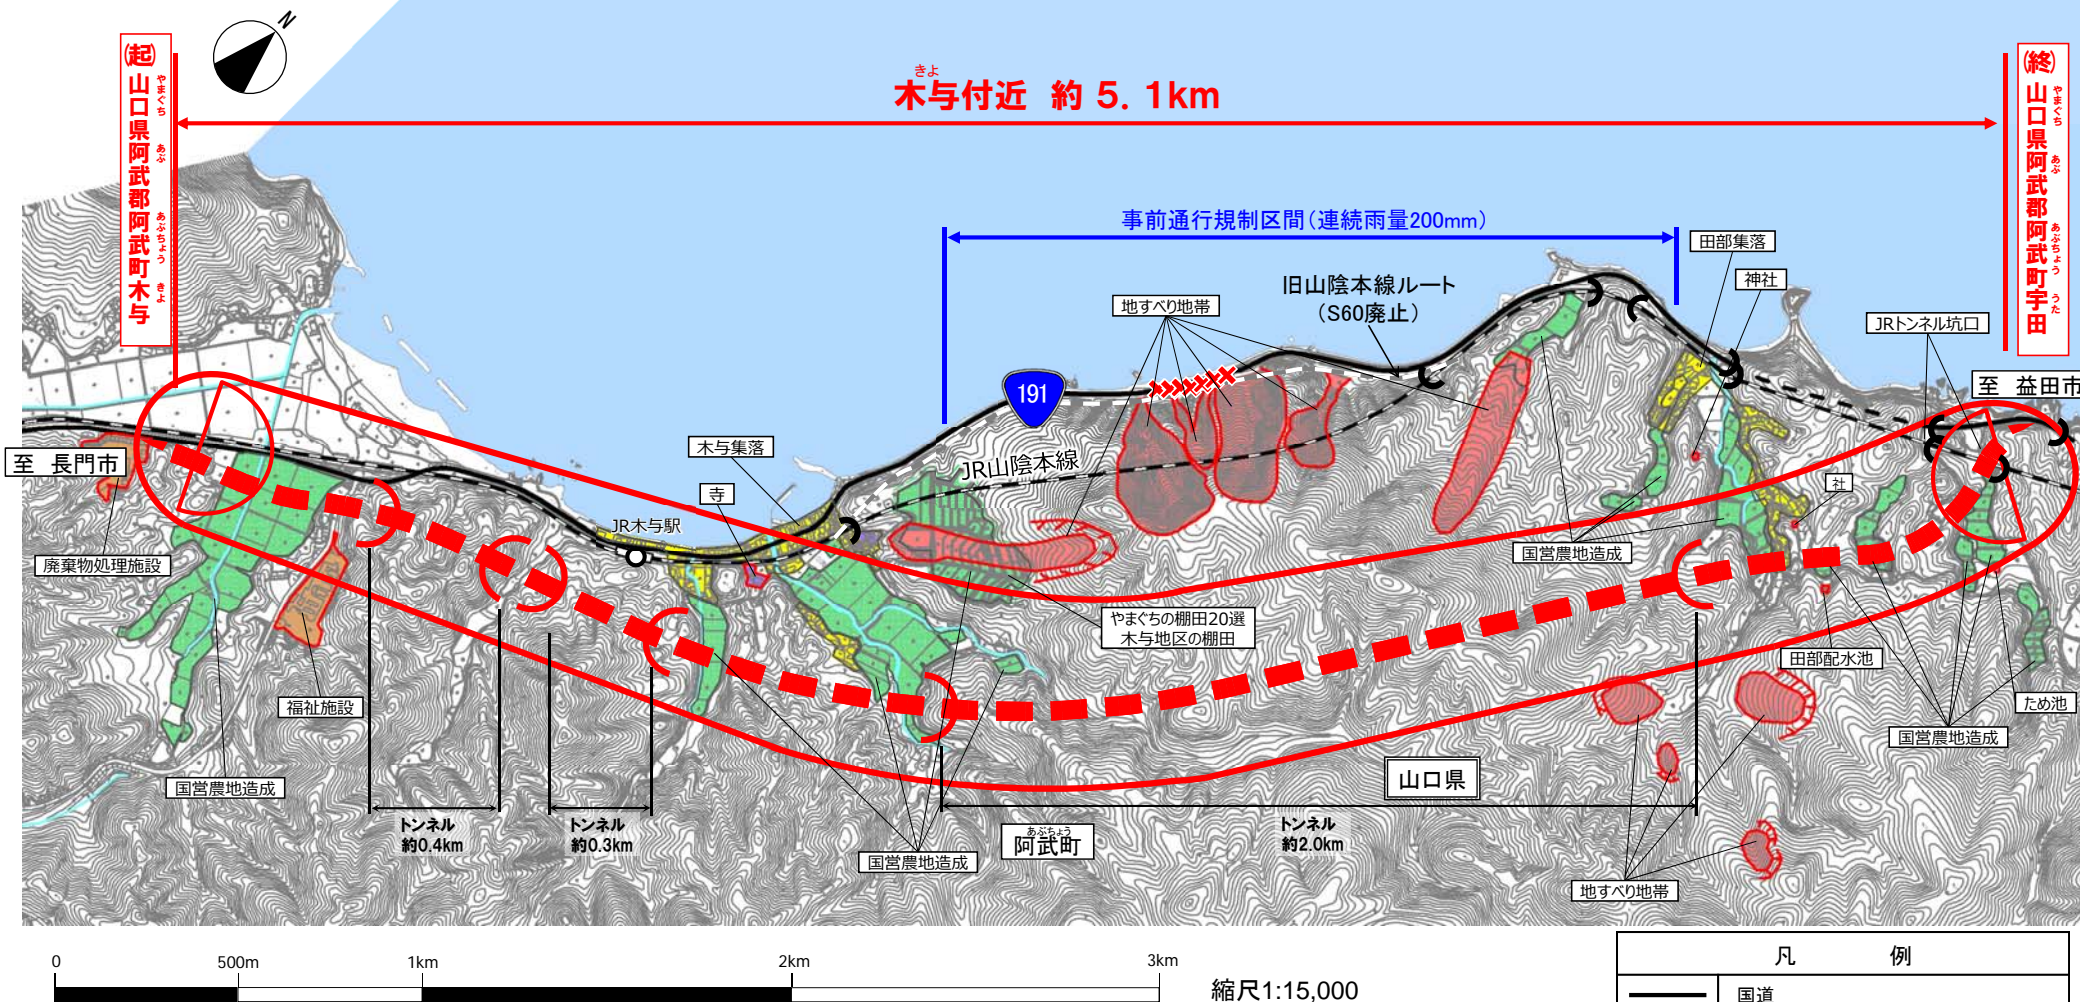 N
(起)
山口県阿武郡阿武町木与
やまぐち
あぶ
あぶちょう
きよ
きよ
木与付近 約 5. 1km
(終)
山口県阿武郡阿武町宇田
やまぐち
あぶ
あぶちょう
うた
事前通行規制区間(連続雨量200mm)
田部集落
神社
旧山陰本線ルート
(S60廃止)
地すべり地帯
JRトンネル坑口
191
至 益田市
木与集落
至 長門市
JR山陰本線
寺
社
JR木与駅
国営農地造成
廃棄物処理施設
やまぐちの棚田20選
木与地区の棚田
田部配水池
福祉施設
ため池
国営農地造成
国営農地造成
山口県
トンネル
約0.4km
トンネル
約0.3km
あぶちょう
阿武町
トンネル
約2.0km
国営農地造成
地すべり地帯
0
500m
1km
2km
3km
縮尺1:15,000
凡 例
国道